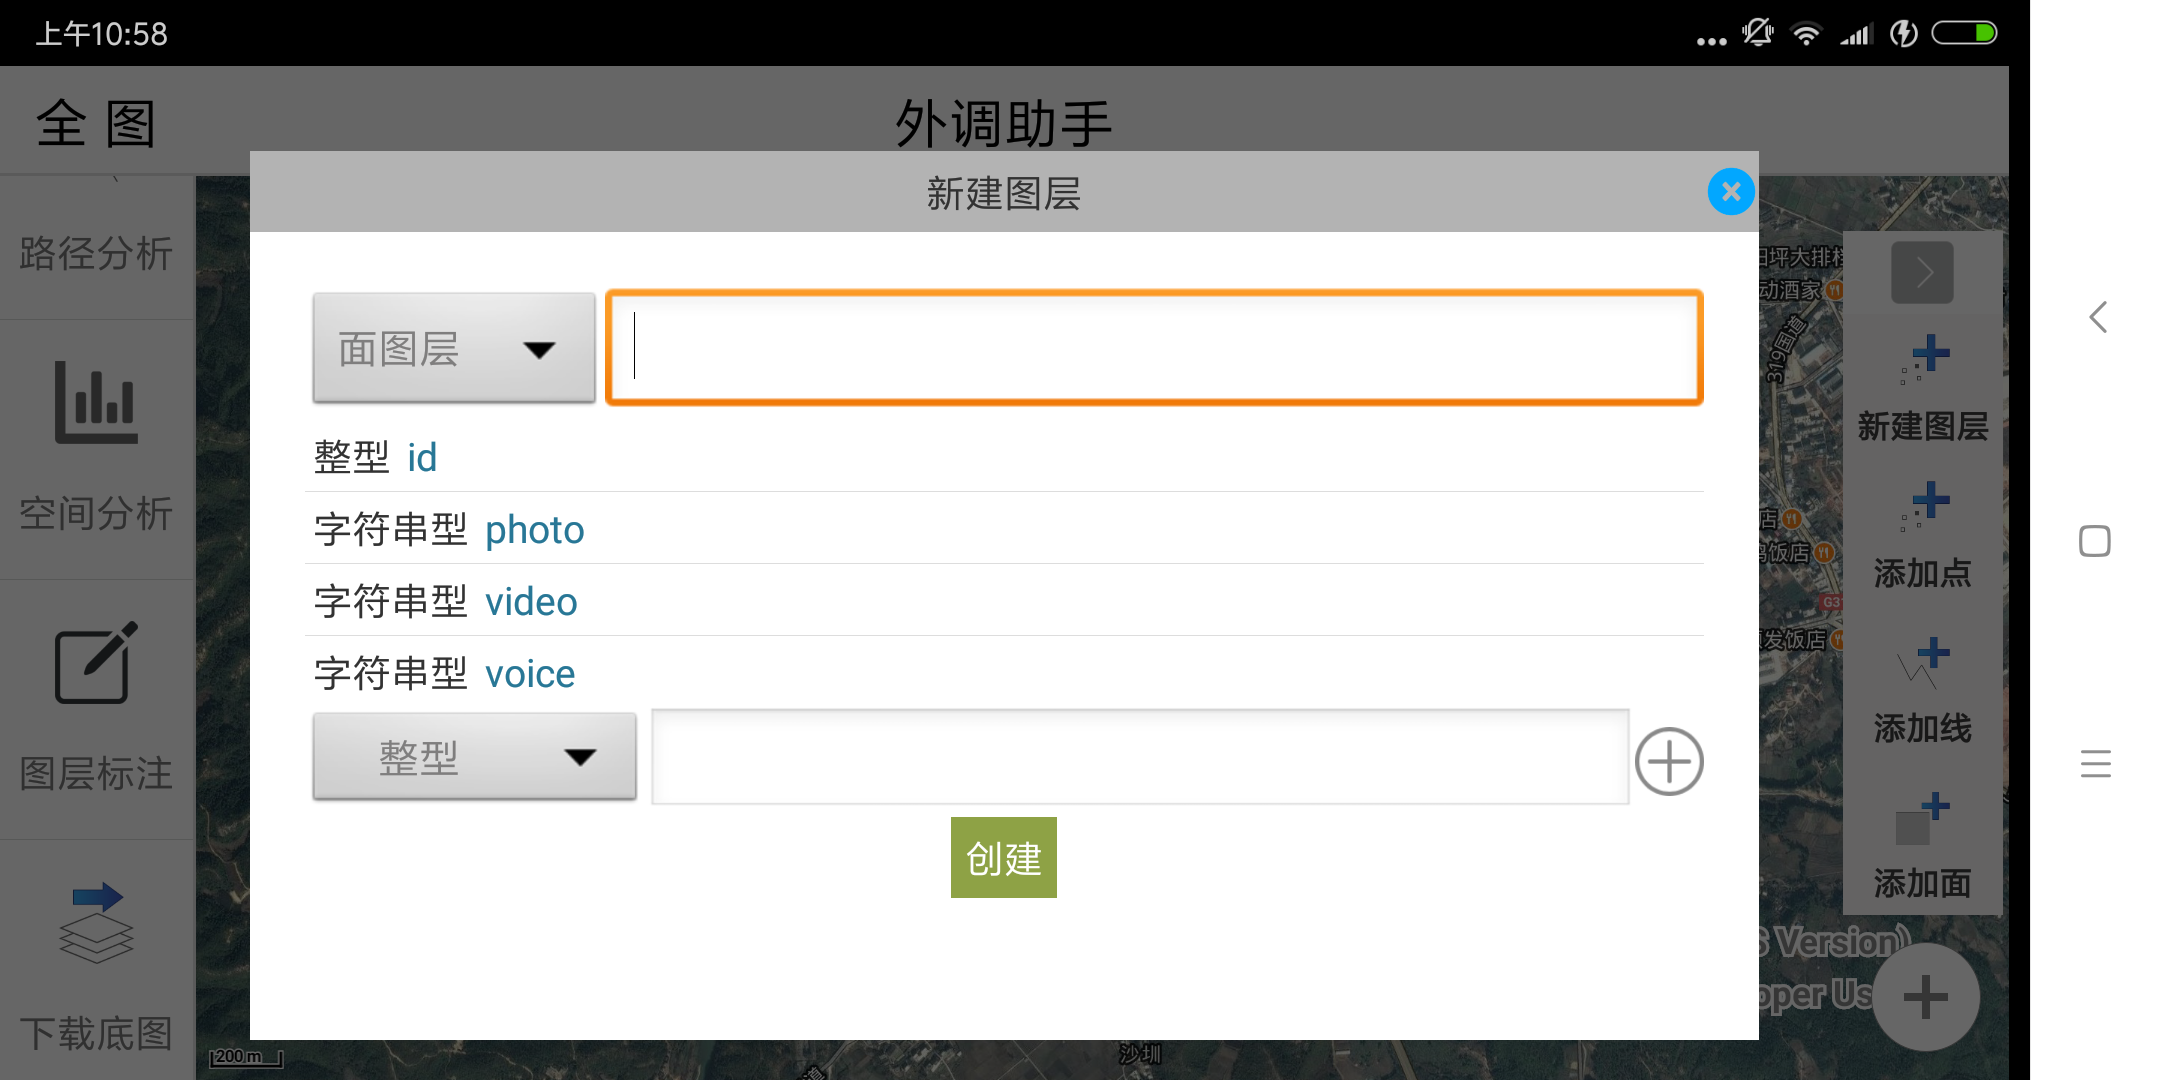 上午10:58
全 图
外调助手
新建图层
路径分析
空间分析
图层标注
下载底图
面图层
整型 id
字符串型 photo
字符串型 video
字符串型 voice
整型
创建
坪大排档
动酒家
319国道
店
饭店
G31
发饭店
新建图层
添加点
添加线
添加面
Version)
per Us
200 m
沙圳
道